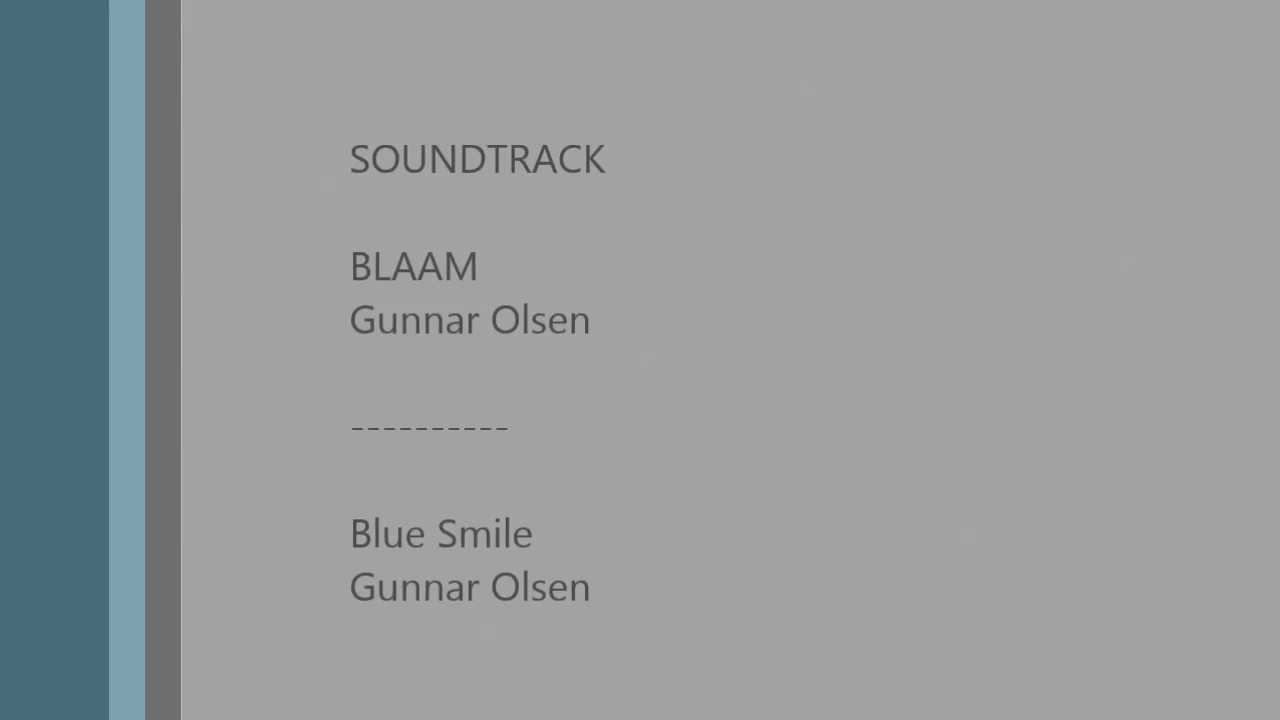 SOUNDTRACK
BLAAM
Gunnar Olsen
----------
Blue Smile
Gunnar Olsen